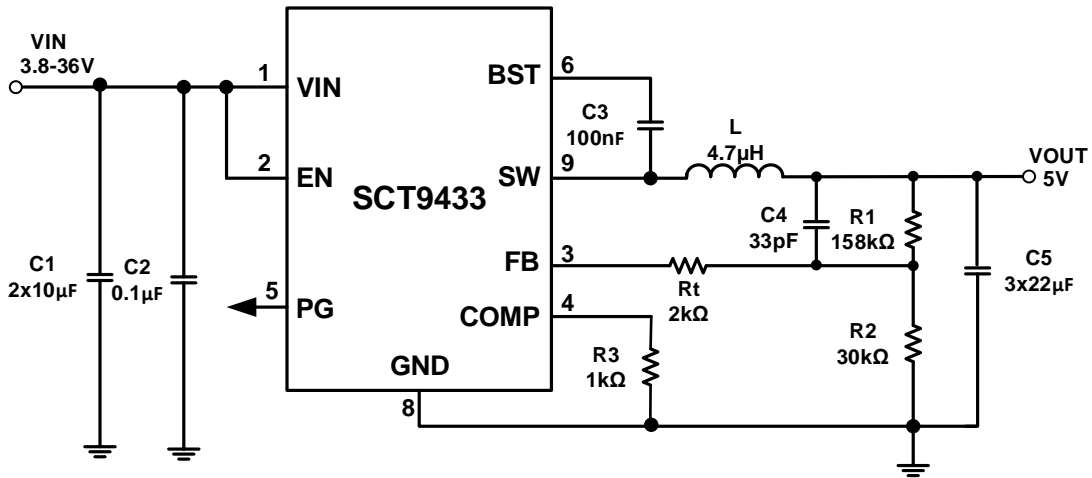 VIN
3.8-36V
1
VIN
2
EN
5
PG
SCT9433
GND
8
BST
6
SW
9
FB
3
COMP
4
C1
2x10µF
C2
0.1µF
C3
100nF
L
4.7µH
VOUT
5V
C4
33pF
R1
158kΩ
Rt
2kΩ
R3
1kΩ
R2
30kΩ
C5
3x22µF